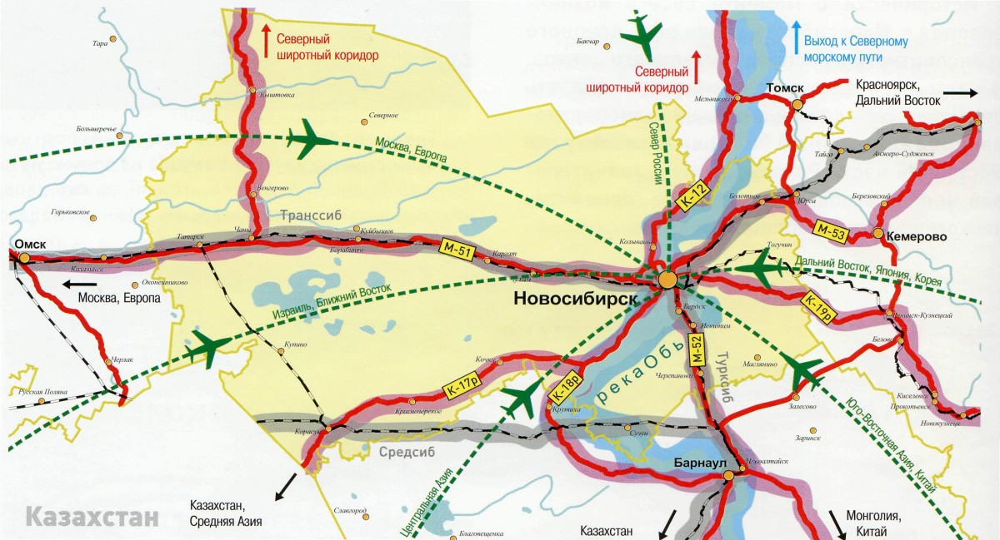 Тара
Северный
широтный коридор
Бакчар
Северный
широтный коридор
Выход к Северному
морскому пути
Томск
Красноярск,
Дальний Восток
Кыштовка
Северное
Мельниково
Большеречье
Москва, Европа
Север России
Тайга
Анжеро-Судженск
К-12
Венгерово
Болотное
Юрга
Березовский
Горьковское
Транссиб
Чаны
Куйбышев
М-53
Кемерово
Омск
Татарск
Барабинск
М-51
Каргат
Колывань
Тогучин
Калачинск
Дальний Восток, Япония, Корея
Москва, Европа
Оконешниково
Новосибирск
Израиль, Ближний Восток
Бердск
К-19р
Ленинск-Кузнецкий
Искитим
Белово
Купино
М-52
река Обь
Черлак
Кочки
Маслянино
Турксиб
Черепаново
К-17р
К-18р
Русская Поляна
Краснозерское
Крутиха
Залесово
Киселевск
Прокопьевск
Новокузнецк
Карасук
Сузун
Заринск
Средсиб
Юго-Восточная Азия, Китай
Барнаул
Новоалтайск
Центральная Азия
Казахстан
Казахстан,
Средняя Азия
Славгород
Благовещенка
Казахстан
Монголия,
Китай